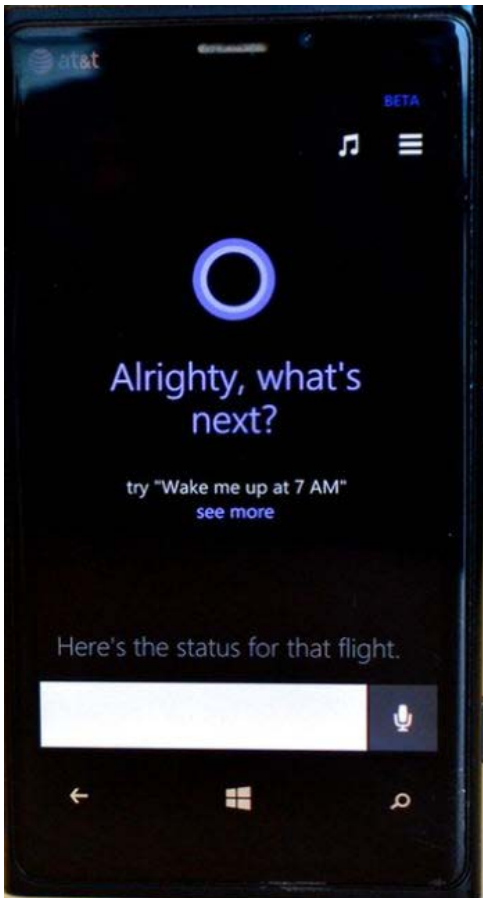 at&t
BETA
Alrighty, what's
next?
try "Wake me up at 7 AM"
see more
Here's the status for that flight.